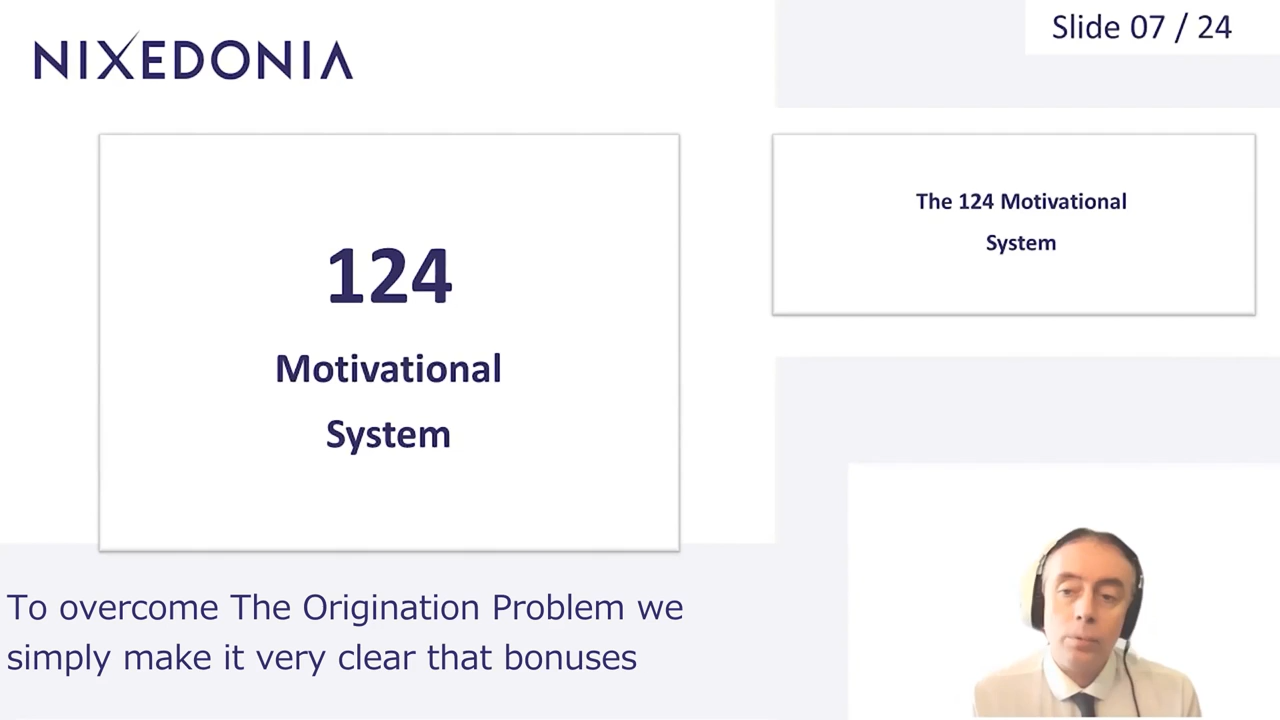 NIXEDONIA
Slide 07 / 24
124
Motivational
System
The 124 Motivational
System
To overcome The Origination Problem we
simply make it very clear that bonuses